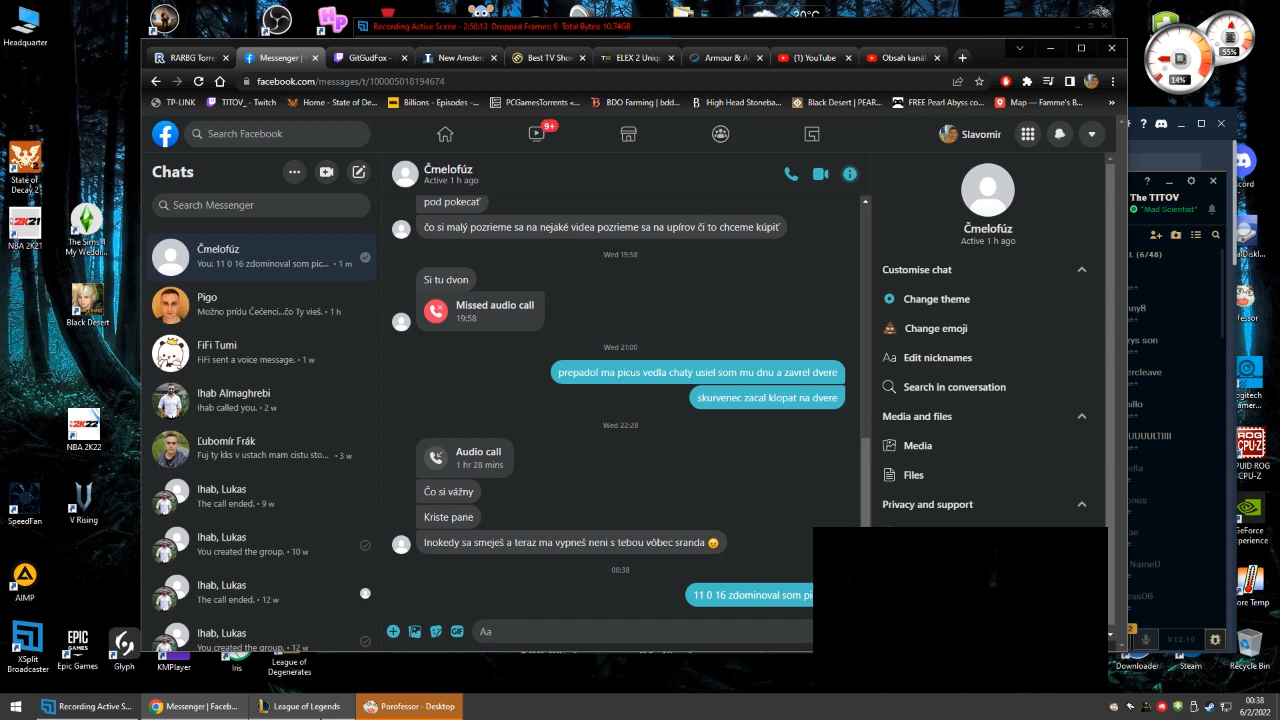 Headquarter
Recording Active Scene - 2:50:12 Dropped Frames: 0 Total Bytes: 10.74GB
20°C
55%
14%
RARBG Torre
Messenger |
GitGudFox -
New Amster
Best TV Show
ELEX 2 Uniq
Armour & A
(1) YouTube
Obsah kaná
facebook.com/messages/t/100005018194674
TP-LINK
TITOV_ - Twitch
Home - State of De...
Billions - Episodes -...
PCGamesTorrents «...
BDO Farming | bdd...
High Head Stoneba...
Black Desert | PEAR...
FREE Pearl Abyss co...
Map — Famme's B...
Search Facebook
9+
Slavomir
Chats
Search Messenger
Čmelofúz
You: 11 0 16 zdominoval som pic... • 1 m
Pigo
Možno prídu Čečenci...čo Ty vieš. • 1 h
FiFi Tumi
FiFi sent a voice message. • 1 w
Ihab Almaghrebi
Ihab called you. • 2 w
Ľubomír Frák
Fuj ty kks v ustach mam cistu sto... • 3 w
Ihab, Lukas
The call ended. • 9 w
Ihab, Lukas
You created the group. • 10 w
Ihab, Lukas
The call ended. • 12 w
Ihab, Lukas
You created the group. • 12 w
Čmelofúz
Active 1 h ago
pod pokecať
čo si malý pozrieme sa na nejaké videa pozrieme sa na upírov či to chceme kúpiť
Wed 19:58
Si tu dvon
Missed audio call
19:58
Wed 21:00
prepadol ma picus vedla chaty usiel som mu dnu a zavrel dvere
skurvenec zacal klopat na dvere
Wed 22:28
Audio call
1 hr 28 mins
Čo si vážny
Kriste pane
Inokedy sa smeješ a teraz ma vypneš neni s tebou vôbec sranda
00:38
11 0 16 zdominoval som pi
GIF
Aa
Čmelofúz
Active 1 h ago
Customise chat
Change theme
Change emoji
Aa Edit nicknames
Search in conversation
Media and files
Media
Files
Privacy and support
The TITOV
"Mad Scientist"
(6/48)
V12.10
State of
Decay 2
NBA 2K21
The Sims 4
My Weddi...
Black Desert
NBA 2K22
SpeedFan
V Rising
AIMP
XSplit
Broadcaster
Epic Games
Glyph
KMPlayer
Iris
League of
Degenerates
Downloader
Steam
Recycle Bin
Recording Active S...
Messenger | Faceb...
League of Legends
Porofessor - Desktop
00:38
6/2/2022